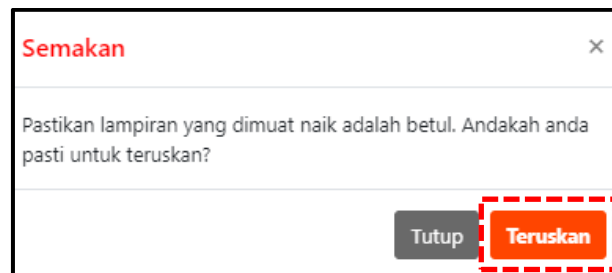 Semakan ×
Pastikan lampiran yang dimuat naik adalah betul. Andakah anda
pasti untuk teruskan?
Tutup Teruskan